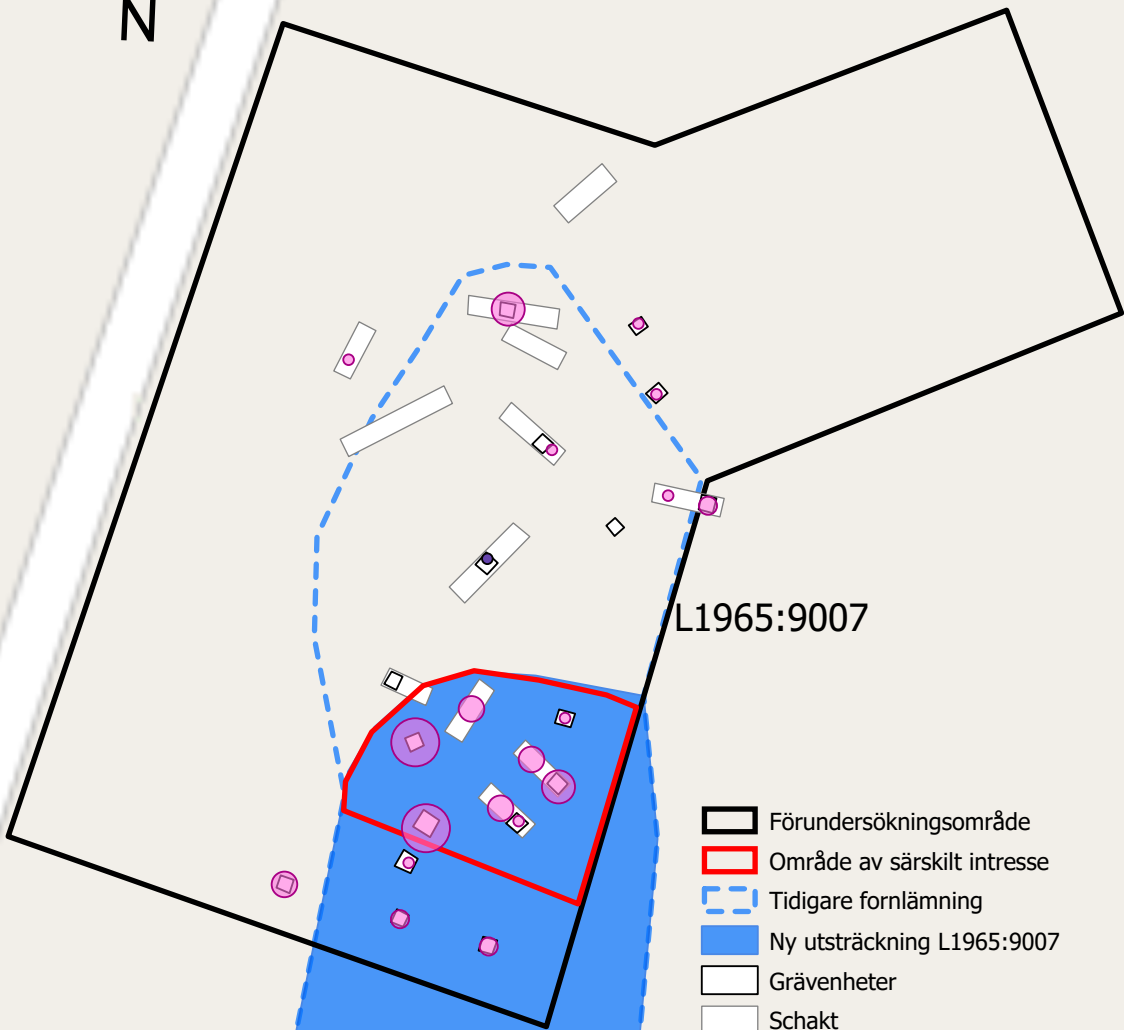 N
L1965:9007
Förundersökningsområde
Område av särskilt intresse
Tidigare fornlämning
Ny utsträckning L1965:9007
Grävenheter
Schakt